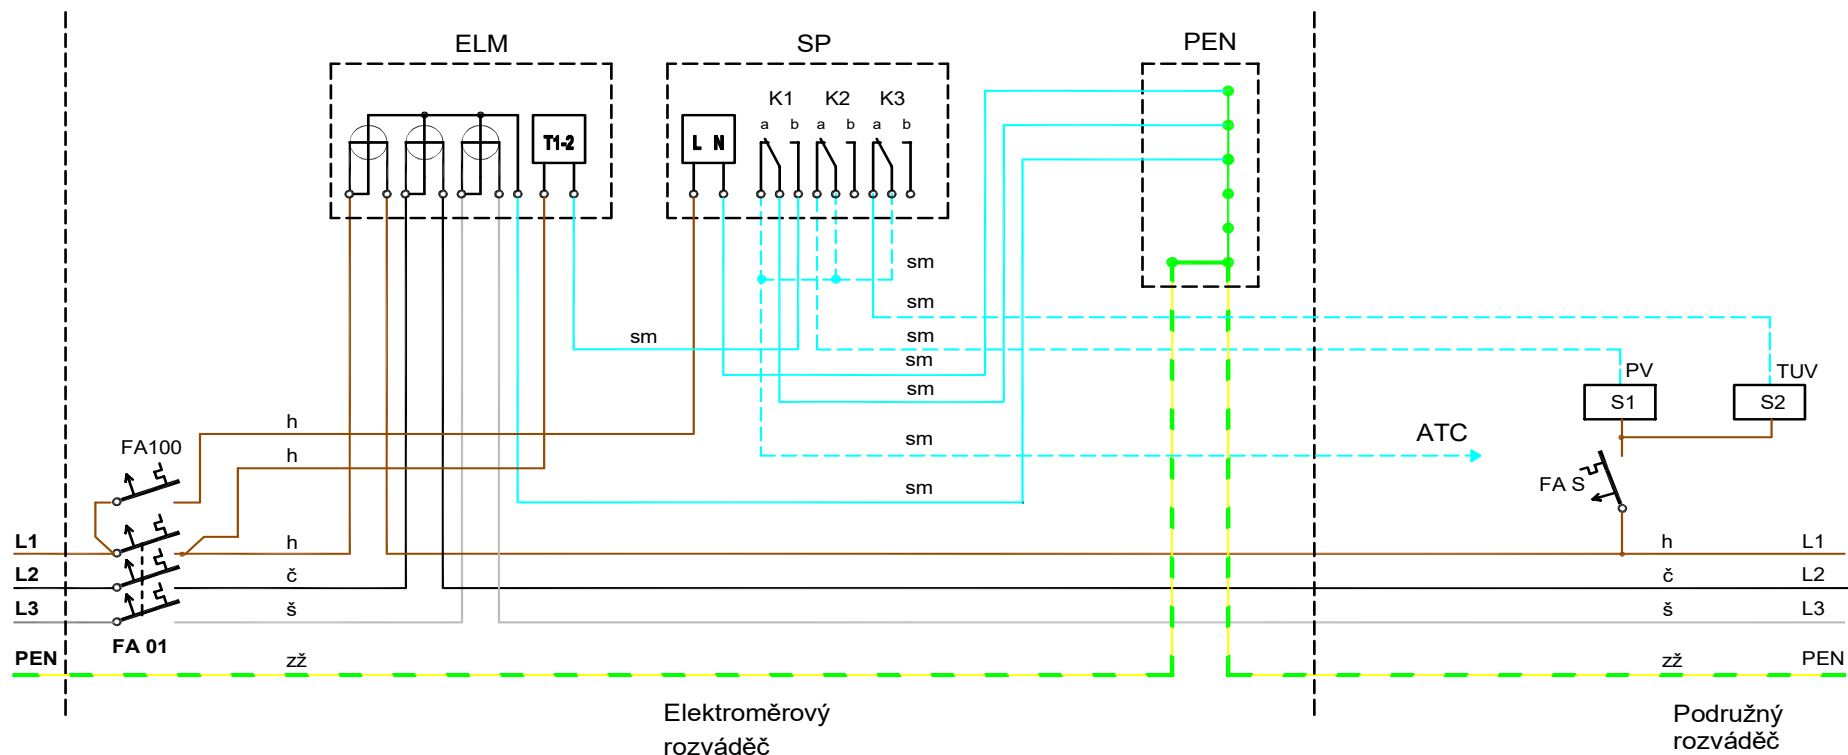 ELM
SP
PEN
K1 K2 K3
a b a b a b
T1-2
L N
sm
sm
sm
sm
sm
sm
PV
TUV
S1
S2
h
sm
ATC
FA100
h
sm
FA S
L1
h
h
L1
L2
č
č
L2
L3
š
š
L3
FA 01
PEN
zž
zž
PEN
Elektroměrový
rozváděč
Podružný
rozváděč